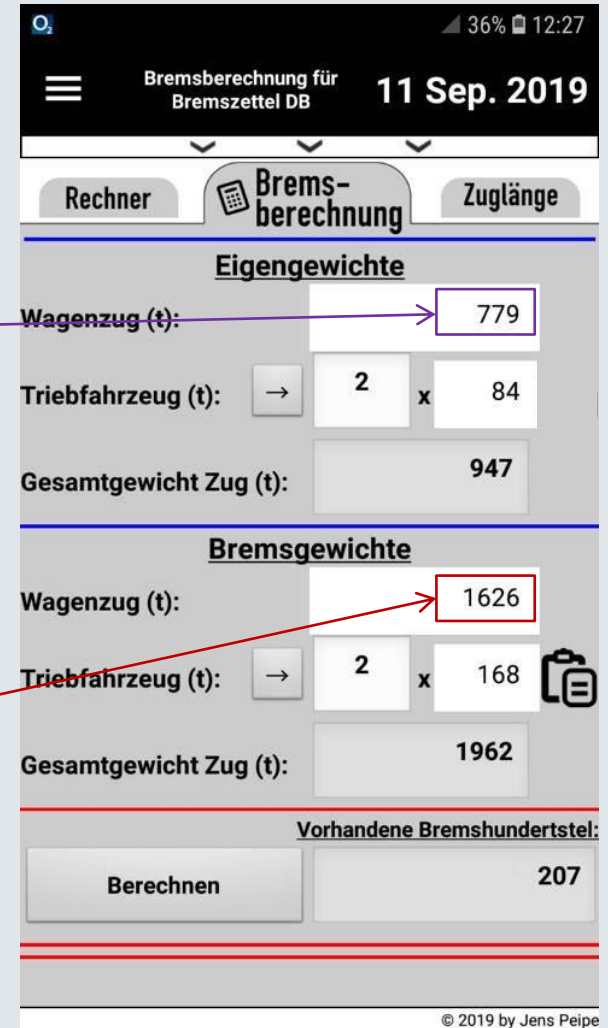 O₂ 36% 12:27
Bremsberechnung für
Bremszettel DB
11 Sep. 2019
Rechner
Brems-
berechnung
Zuglänge
Eigengewichte
Wagenzug (t): 779
Triebfahrzeug (t): → 2 x 84
Gesamtgewicht Zug (t): 947
Bremsgewichte
Wagenzug (t): 1626
Triebfahrzeug (t): → 2 x 168
Gesamtgewicht Zug (t): 1962
Vorhandene Bremshundertstel:
Berechnen 207
© 2019 by Jens Peipe